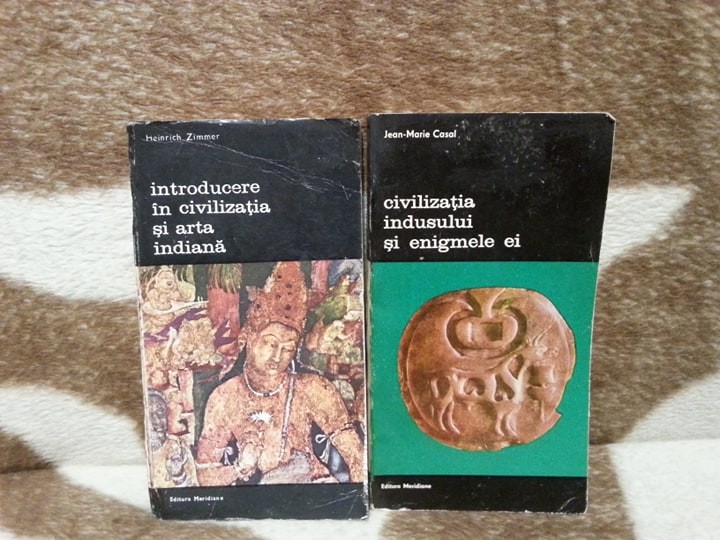 Heinrich Zimmer
introducere
în civilizația
și arta
indiană
Editura Meridiane
Jean-Marie Casal
civilizația
indusului
și enigmele ei
Editura Meridiane